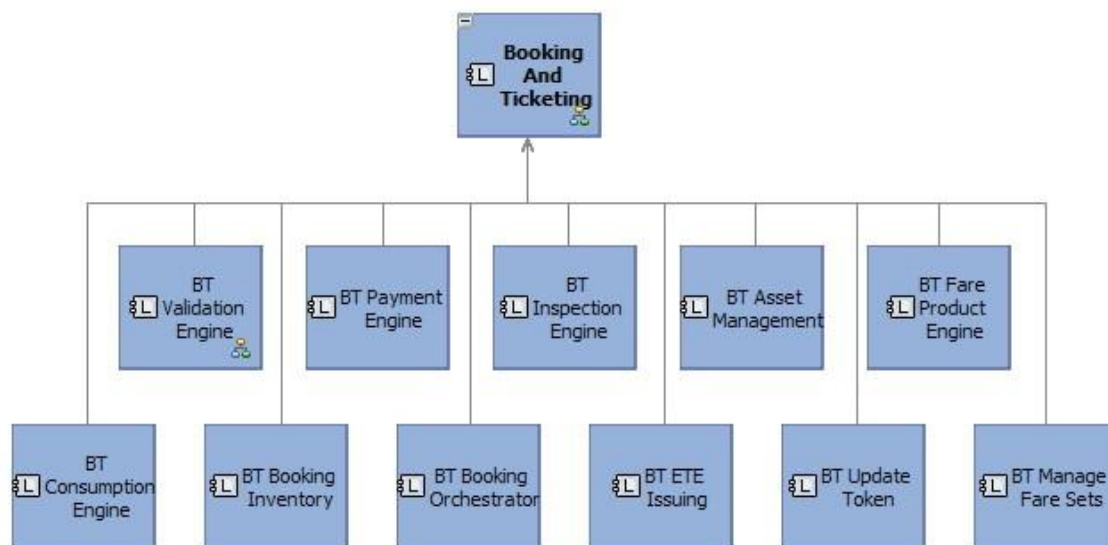 Booking
And
Ticketing
L
BT
Validation
Engine
L
BT Payment
Engine
L
BT
Inspection
Engine
L
BT Asset
Management
L
BT Fare
Product
Engine
L
BT
Consumption
Engine
L
BT Booking
Inventory
L
BT Booking
Orchestrator
L
BT ETE
Issuing
L
BT Update
Token
L
BT Manage
Fare Sets
L